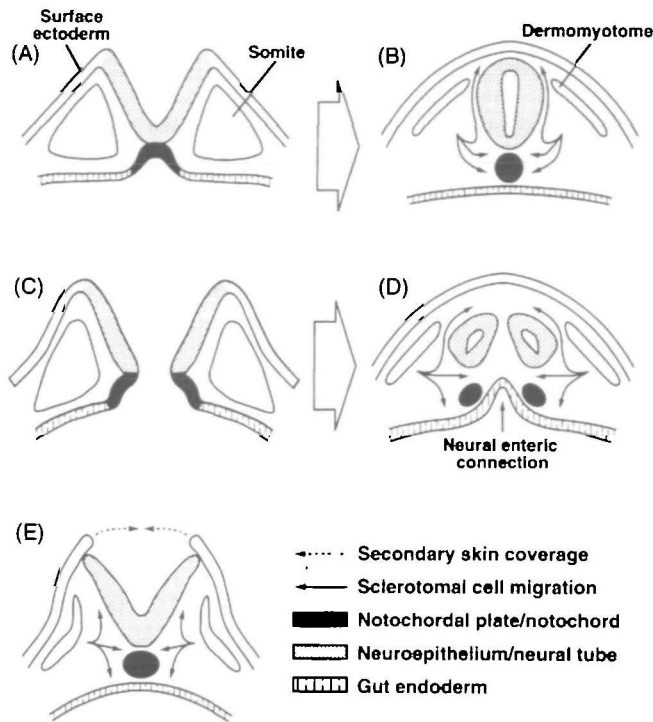 Surface
ectoderm
(A)
Somite
(B)
Dermomyotome
(C)
(D)
Neural enteric
connection
(E)
Secondary skin coverage
Sclerotomal cell migration
Notochordal plate/notochord
Neuroepithelium/neural tube
Gut endoderm